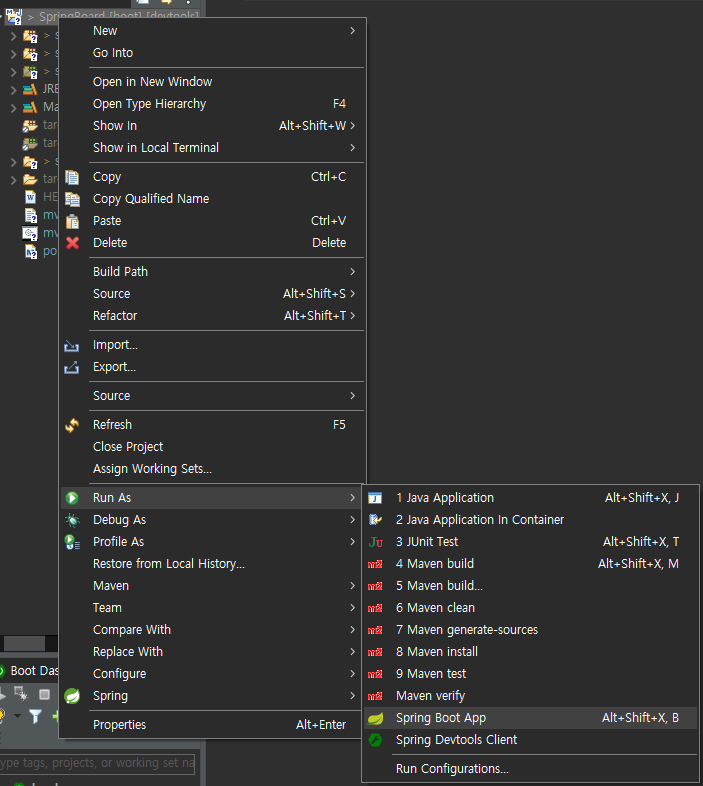 > SpringBoard [boot] [devtools]
New
> s
Go Into
> s
Open in New Window
> s
JRE
Open Type Hierarchy F4
Ma
Show In Alt+Shift+W >
tar
Show in Local Terminal
tar
> s
Copy Ctrl+C
tar
Copy Qualified Name
HE
Paste Ctrl+V
mv
Delete Delete
mv
po
Build Path
Source Alt+Shift+S >
Refactor Alt+Shift+T >
Import...
Export...
Source
Refresh F5
Close Project
Assign Working Sets...
Run As
1 Java Application Alt+Shift+X, J
Debug As
2 Java Application In Container
Profile As
3 JUnit Test Alt+Shift+X, T
Restore from Local History...
4 Maven build Alt+Shift+X, M
Maven
5 Maven build...
Team
6 Maven clean
Compare With
7 Maven generate-sources
Replace With
8 Maven install
Boot Das
Configure
9 Maven test
Spring
Maven verify
Properties Alt+Enter
Spring Boot App Alt+Shift+X, B
Spring Devtools Client
type tags, projects, or working set na
Run Configurations...